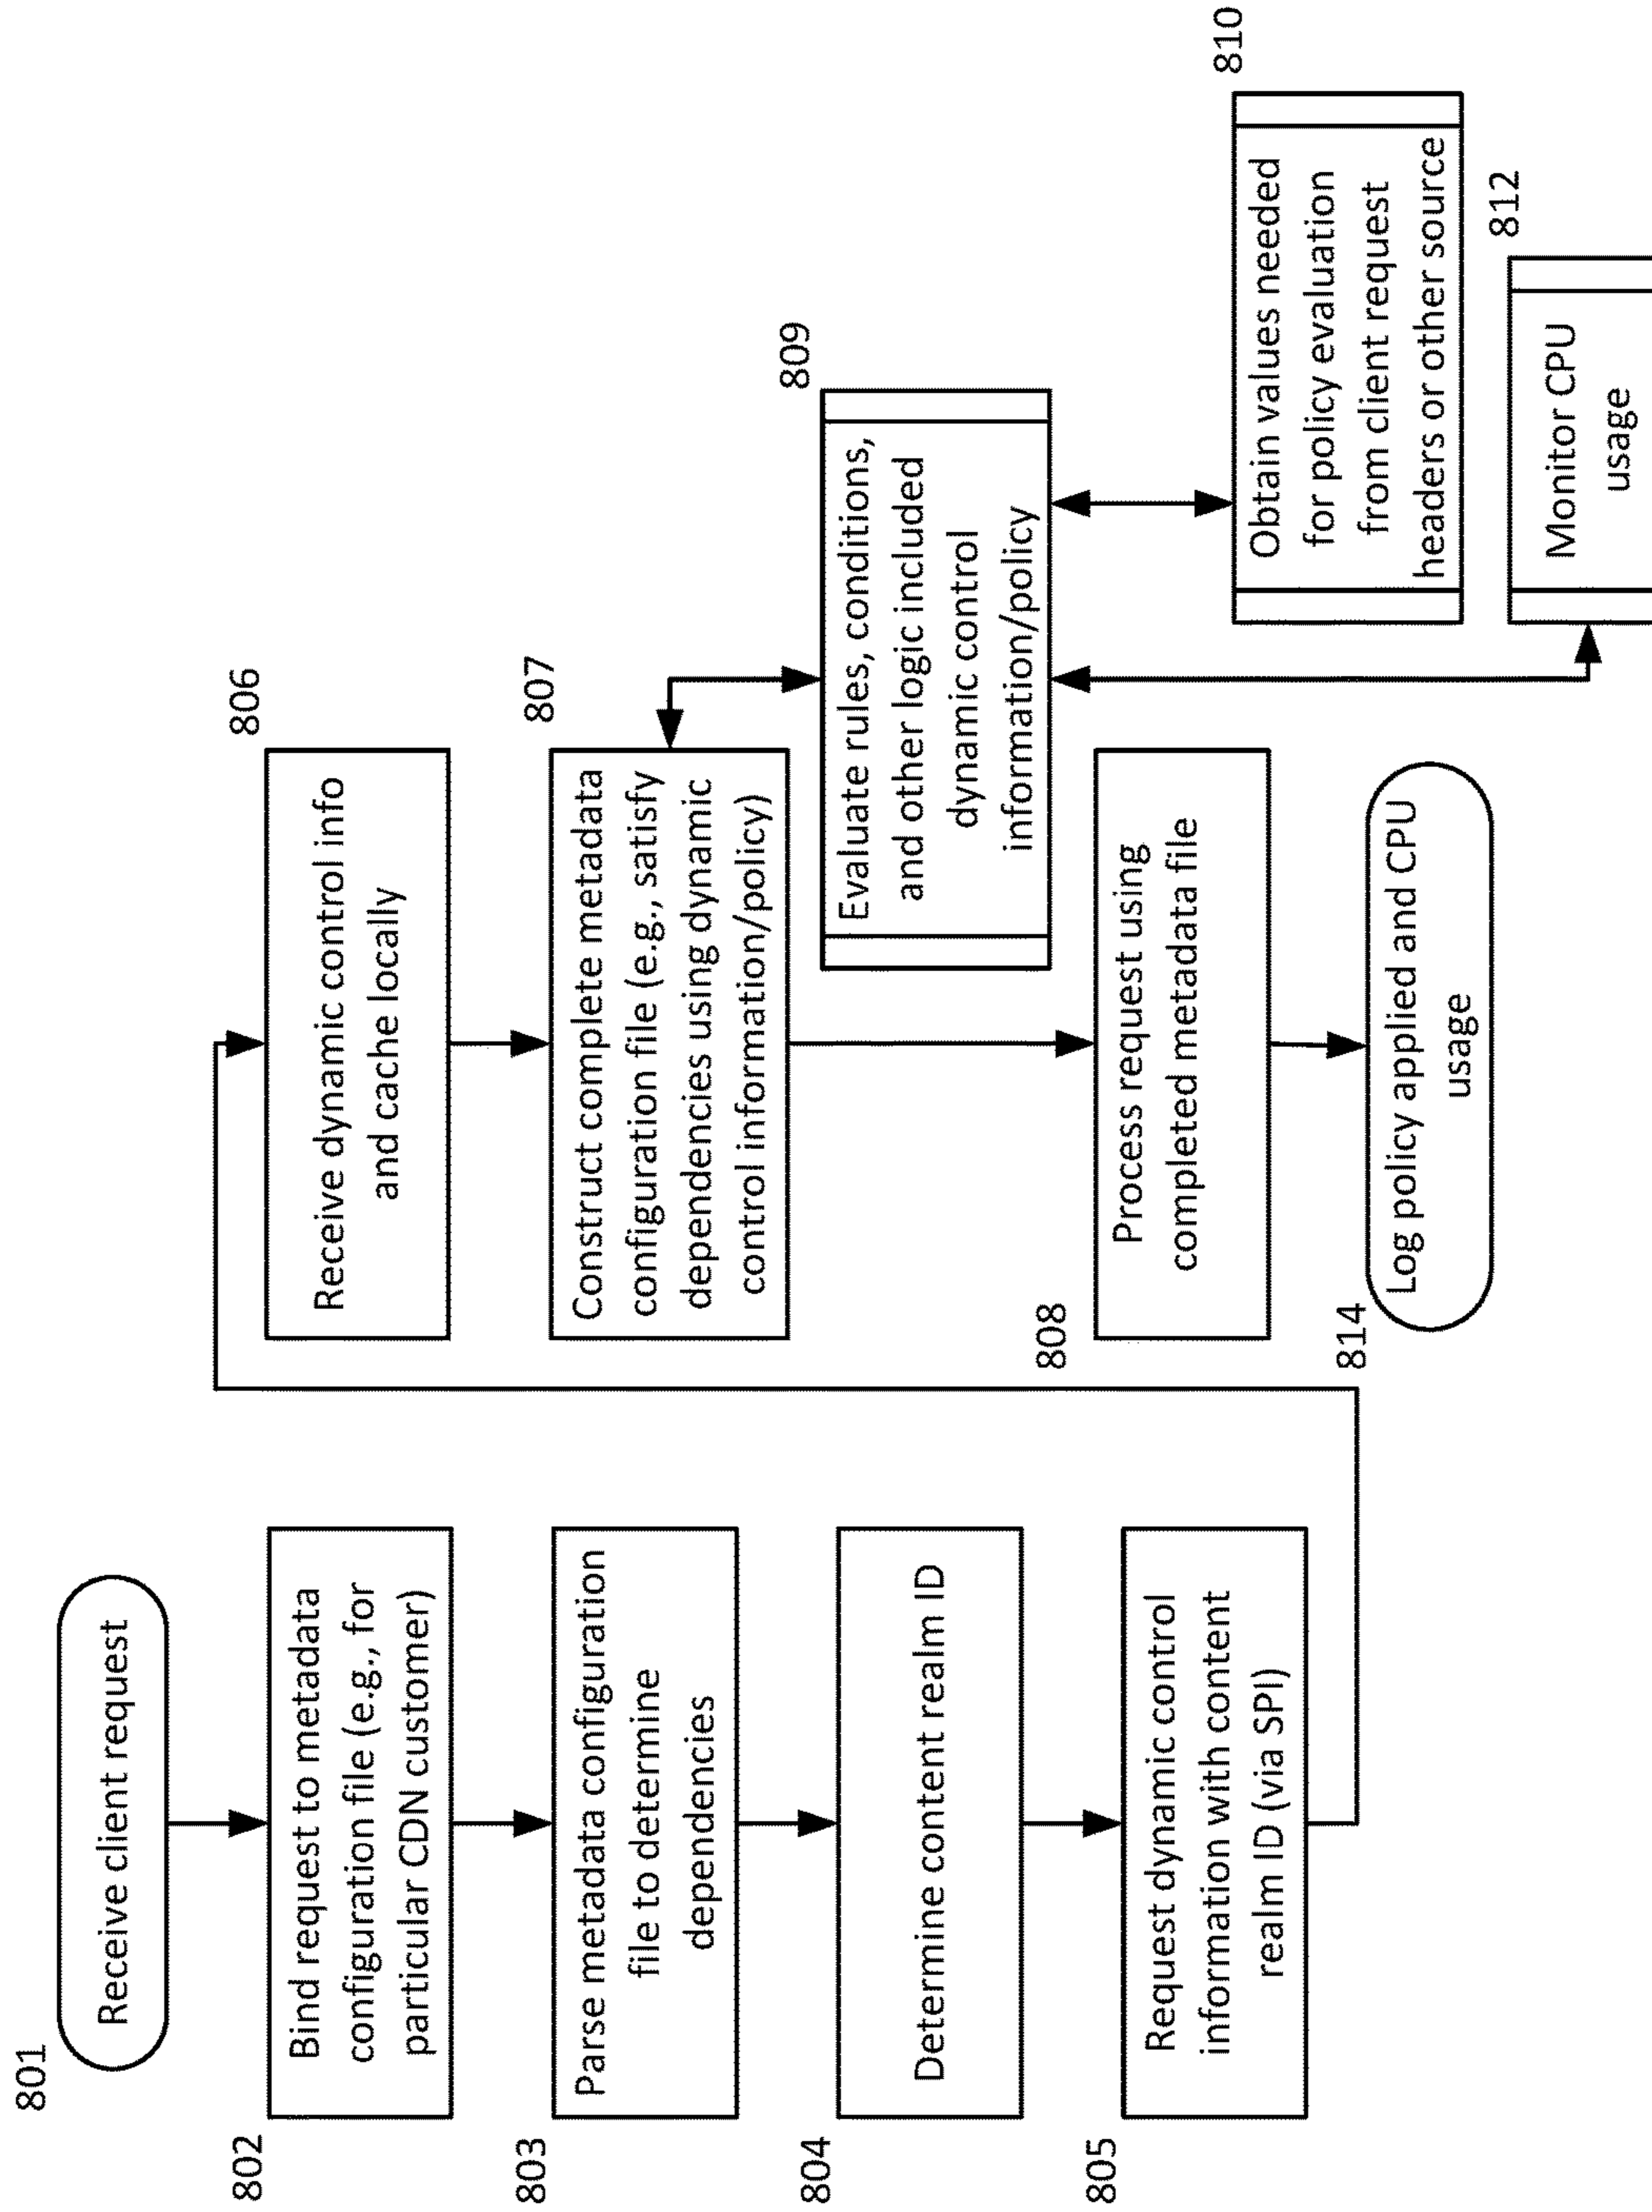 801
Receive client request
802
Bind request to metadata
configuration file (e.g., for
particular CDN customer)
803
Parse metadata configuration
file to determine
dependencies
804
Determine content realm ID
805
Request dynamic control
information with content
realm ID (via SPI)
806
Receive dynamic control info
and cache locally
807
Construct complete metadata
configuration file (e.g., satisfy
dependencies using dynamic
control information/policy)
809
Evaluate rules, conditions,
and other logic included
dynamic control
information/policy
810
Obtain values needed
for policy evaluation
from client request
headers or other source
812
Monitor CPU
usage
808
Process request using
completed metadata file
814
Log policy applied and CPU
usage